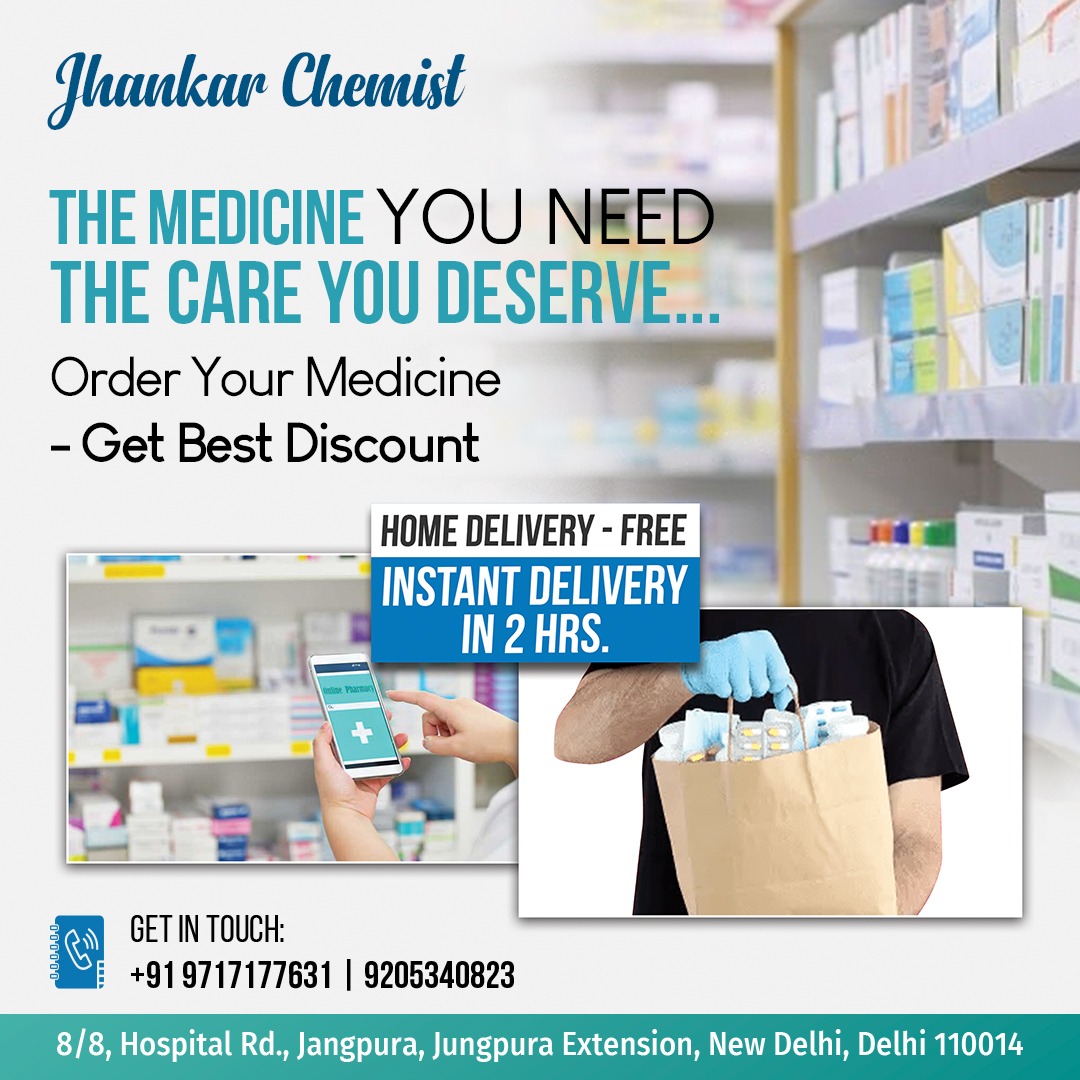 Jhankar Chemist
THE MEDICINE YOU NEED
THE CARE YOU DESERVE...
Order Your Medicine
- Get Best Discount
HOME DELIVERY - FREE
INSTANT DELIVERY
IN 2 HRS.
Online Pharmacy
GET IN TOUCH:
+91 9717177631 | 9205340823
8/8, Hospital Rd., Jangpura, Jungpura Extension, New Delhi, Delhi 110014